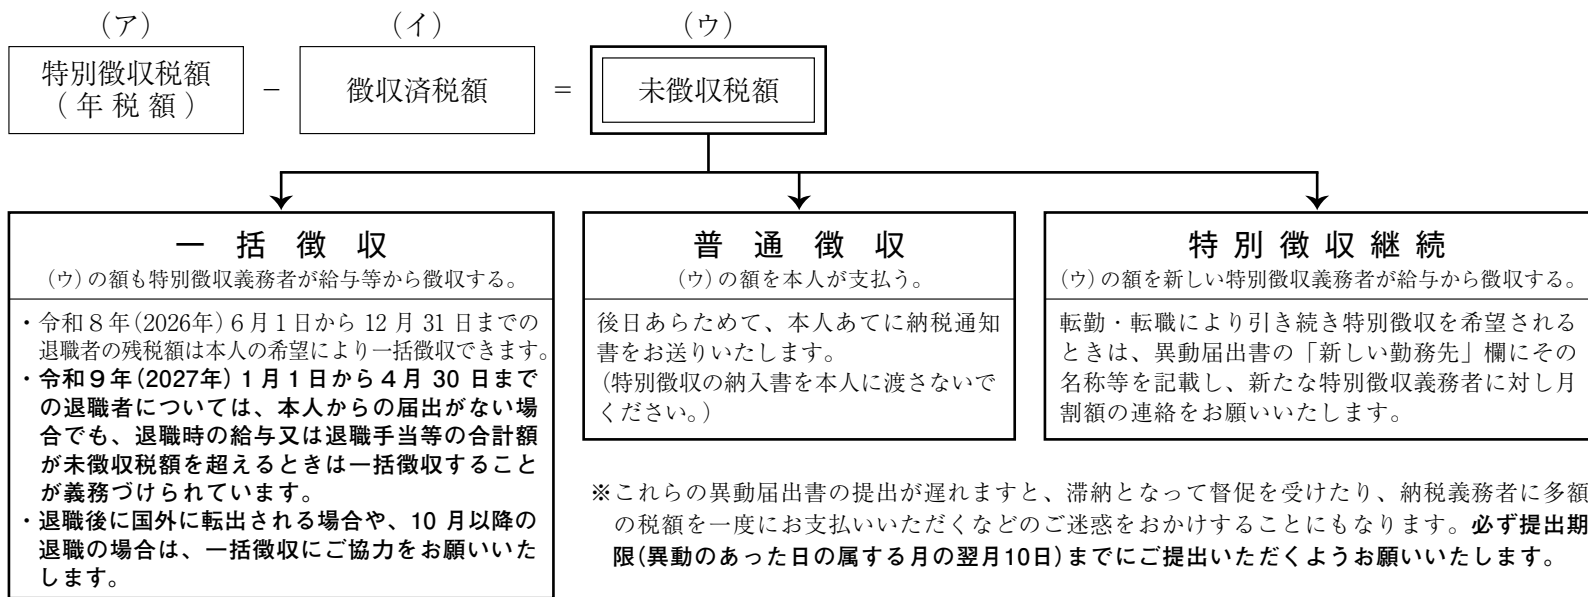 (ア)
特別徴収税額
(年税額)
−
(イ)
徴収済税額
=
(ウ)
未徴収税額
一括徴収
(ウ)の額も特別徴収義務者が給与等から徴収する。
・令和8年(2026年)6月1日から12月31日までの
退職者の残税額は本人の希望により一括徴収できます。
・令和9年(2027年)1月1日から4月30日まで
の退職者については、本人からの届出がない場
合でも、退職時の給与又は退職手当等の合計額
が未徴収税額を超えるときは一括徴収すること
が義務づけられています。
・退職後に国外に転出される場合や、10月以降の
退職の場合は、一括徴収にご協力をお願いいた
します。
普通徴収
(ウ)の額を本人が支払う。
後日あらためて、本人あてに納税通知
書をお送りいたします。
(特別徴収の納入書を本人に渡さないで
ください。)
特別徴収継続
(ウ)の額を新しい特別徴収義務者が給与から徴収する。
転勤・転職により引き続き特別徴収を希望される
ときは、異動届出書の「新しい勤務先」欄にその
名称等を記載し、新たな特別徴収義務者に対し月
割額の連絡をお願いいたします。
※これらの異動届出書の提出が遅れますと、滞納となって督促を受けたり、納税義務者に多額
の税額を一度にお支払いいただくなどのご迷惑をおかけすることにもなります。必ず提出期
限(異動のあった日の属する月の翌月10日)までにご提出いただくようお願いいたします。